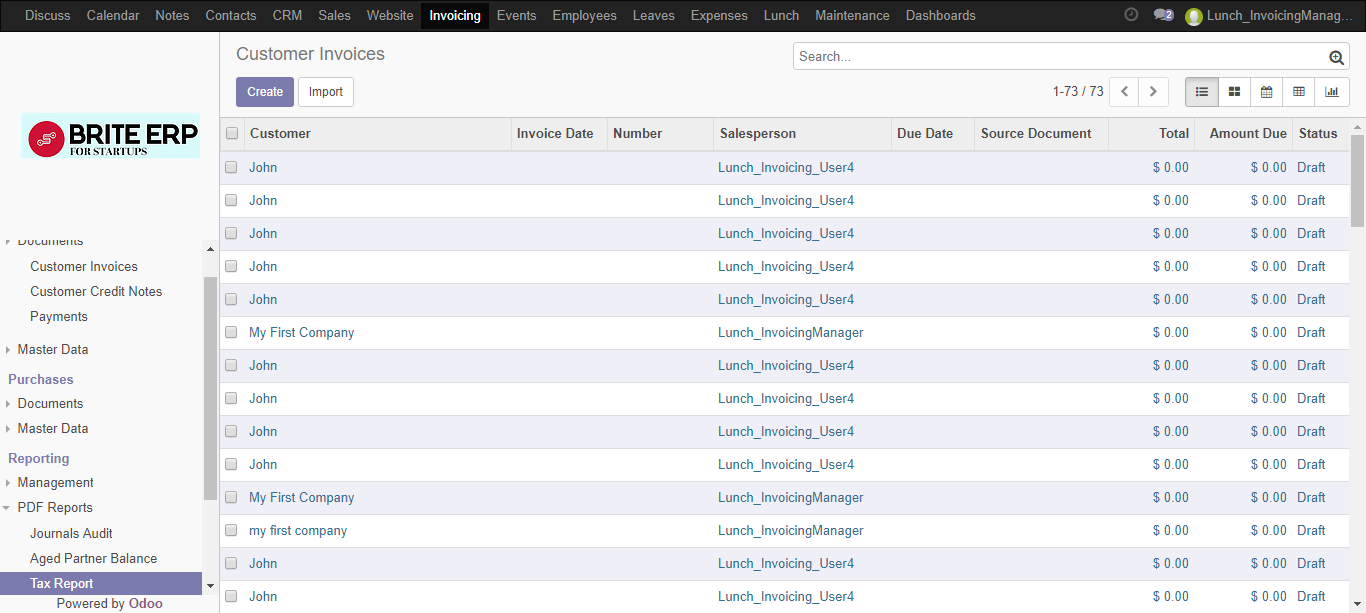 Discuss Calendar Notes Contacts CRM Sales Website Invoicing Events Employees Leaves Expenses Lunch Maintenance Dashboards 2 Lunch_InvoicingManag...
Customer Invoices
Search...
Create Import
1-73 / 73
BRITE ERP
FOR STARTUPS
Documents
Customer Invoices
Customer Credit Notes
Payments
Master Data
Purchases
Documents
Master Data
Reporting
Management
PDF Reports
Journals Audit
Aged Partner Balance
Tax Report
Powered by Odoo
Customer Invoice Date Number Salesperson Due Date Source Document Total Amount Due Status
John Lunch_Invoicing_User4 $ 0.00 $ 0.00 Draft
John Lunch_Invoicing_User4 $ 0.00 $ 0.00 Draft
John Lunch_Invoicing_User4 $ 0.00 $ 0.00 Draft
John Lunch_Invoicing_User4 $ 0.00 $ 0.00 Draft
John Lunch_Invoicing_User4 $ 0.00 $ 0.00 Draft
My First Company Lunch_InvoicingManager $ 0.00 $ 0.00 Draft
John Lunch_Invoicing_User4 $ 0.00 $ 0.00 Draft
John Lunch_Invoicing_User4 $ 0.00 $ 0.00 Draft
John Lunch_Invoicing_User4 $ 0.00 $ 0.00 Draft
John Lunch_Invoicing_User4 $ 0.00 $ 0.00 Draft
My First Company Lunch_InvoicingManager $ 0.00 $ 0.00 Draft
my first company Lunch_InvoicingManager $ 0.00 $ 0.00 Draft
John Lunch_Invoicing_User4 $ 0.00 $ 0.00 Draft
John Lunch_Invoicing_User4 $ 0.00 $ 0.00 Draft